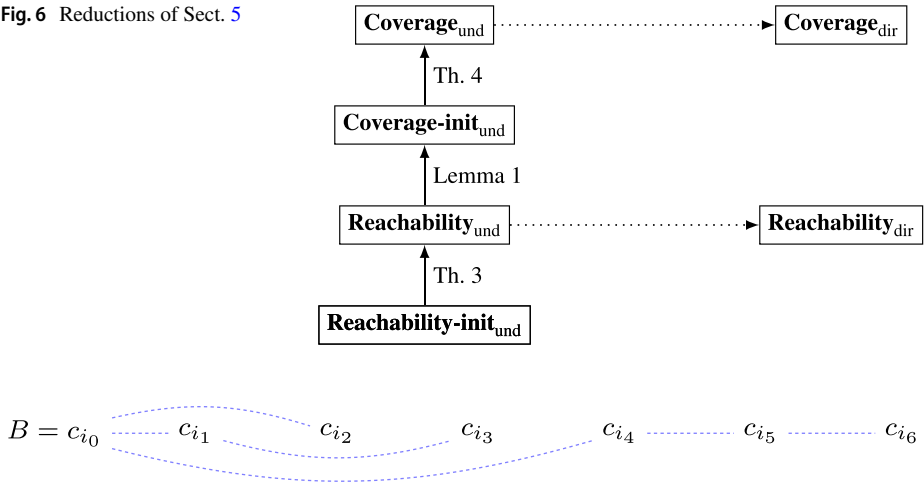 Fig. 6 Reductions of Sect. 5
Coverage_und
Coverage_dir
Th. 4
Coverage-init_und
Lemma 1
Reachability_und
Reachability_dir
Th. 3
Reachability-init_und
B = c_{i_0} c_{i_1} c_{i_2} c_{i_3} c_{i_4} c_{i_5} c_{i_6}